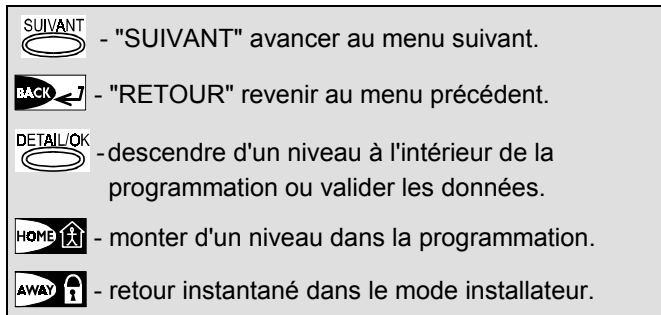 SUIVANT - "SUIVANT" avancer au menu suivant.
BACK - "RETOUR" revenir au menu précédent.
DETAIL/OK - descendre d'un niveau à l'intérieur de la
programmation ou valider les données.
HOME - monter d'un niveau dans la programmation.
AWAY - retour instantané dans le mode installateur.